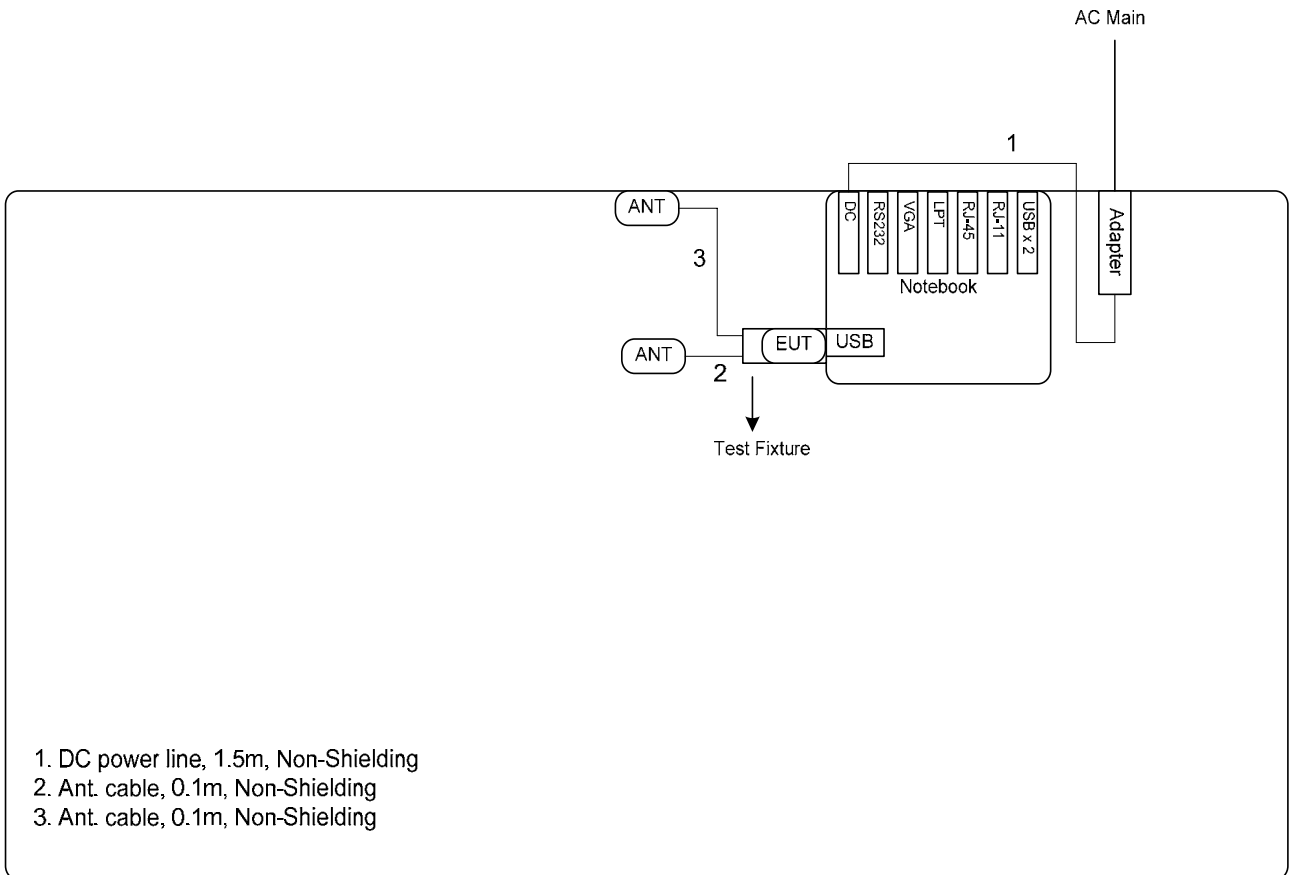 AC Main
1
ANT
DC
RS232
VGA
LPT
RJ-45
RJ-11
USB x 2
Adapter
3
Notebook
ANT
EUT
USB
2
Test Fixture
1. DC power line, 1.5m, Non-Shielding
2. Ant. cable, 0.1m, Non-Shielding
3. Ant. cable, 0.1m, Non-Shielding